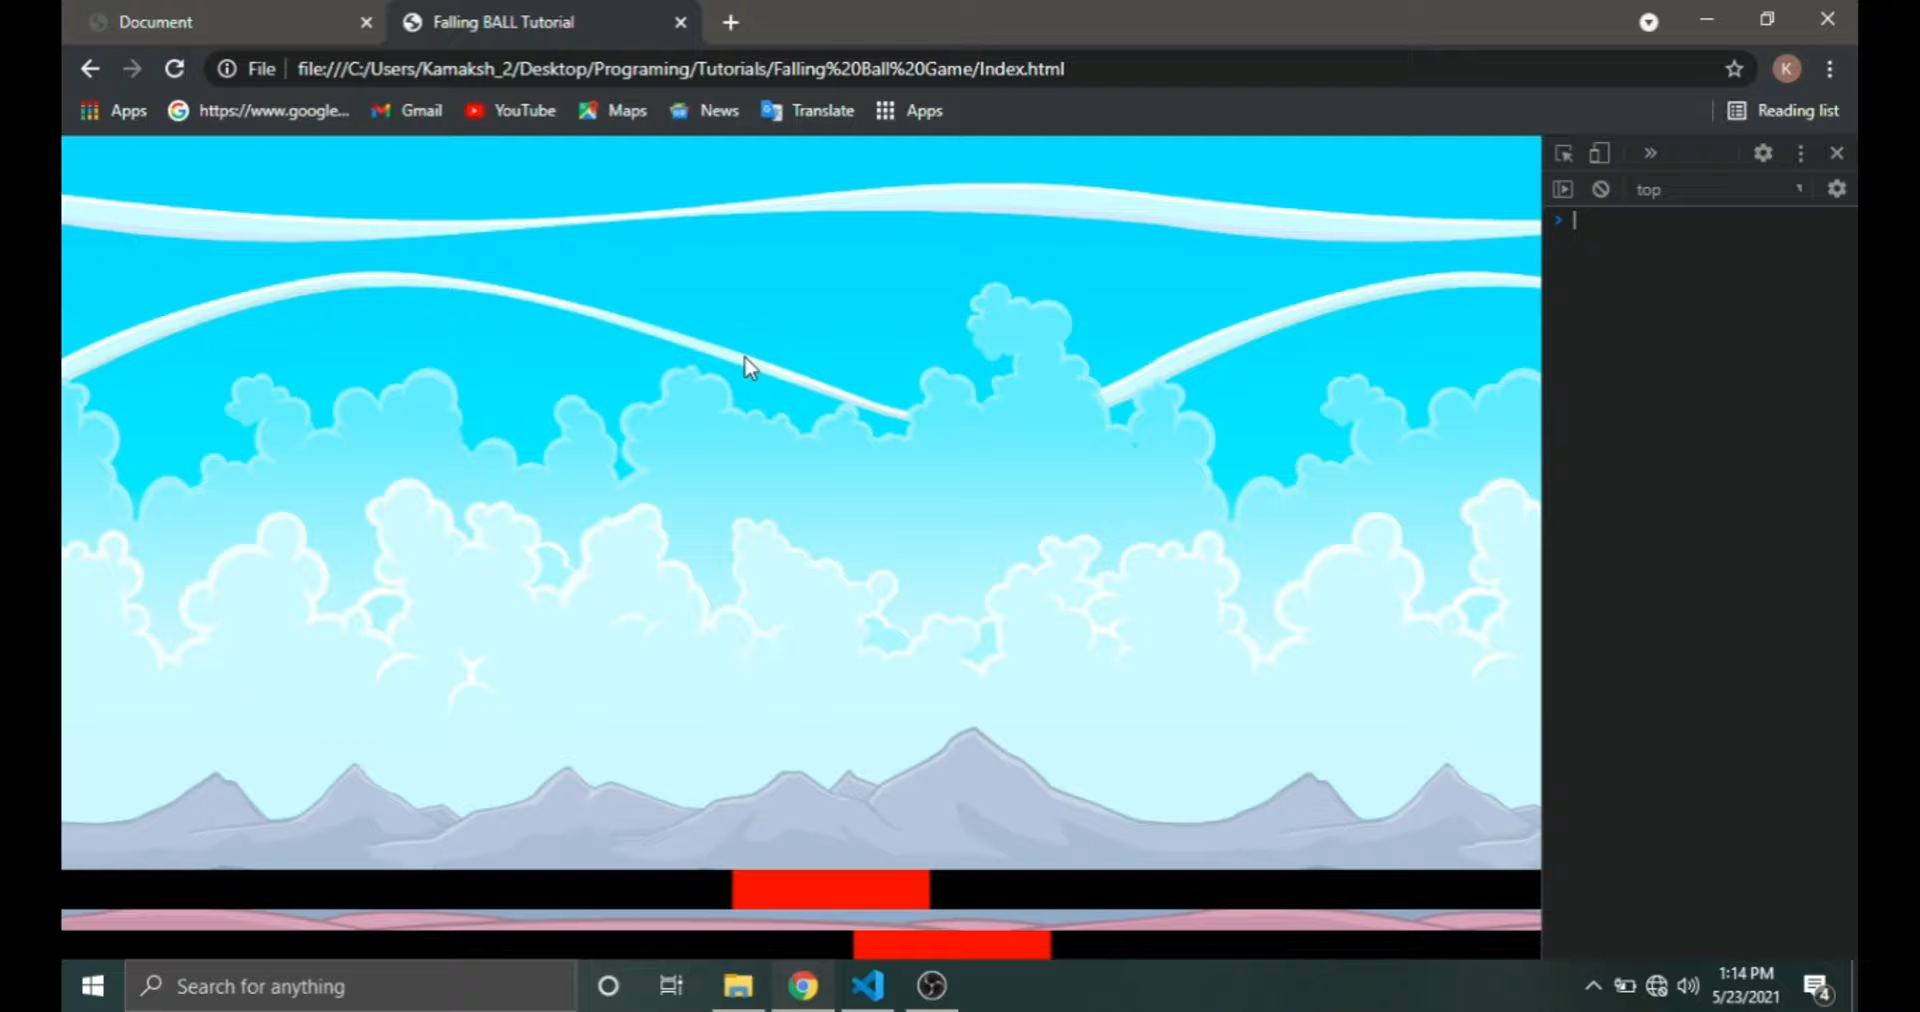 Document
Falling BALL Tutorial
File
file:///C:/Users/Kamaksh_2/Desktop/Programing/Tutorials/Falling%20Ball%20Game/Index.html
K
Apps
https://www.google...
Gmail
YouTube
Maps
News
Translate
Apps
Reading list
top
Search for anything
1:14 PM
5/23/2021
4